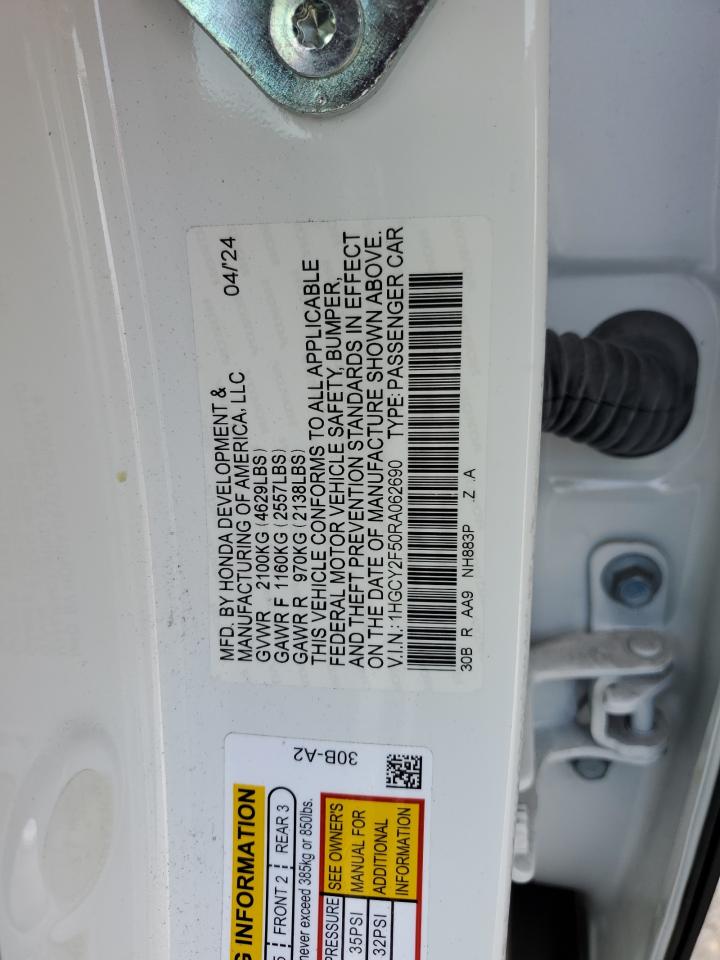 04/'24
MFD. BY HONDA DEVELOPMENT &
MANUFACTURING OF AMERICA, LLC
GVWR 2100KG (4629LBS)
GAWR F 1160KG (2557LBS)
GAWR R 970KG (2138LBS)
THIS VEHICLE CONFORMS TO ALL APPLICABLE
FEDERAL MOTOR VEHICLE SAFETY, BUMPER,
AND THEFT PREVENTION STANDARDS IN EFFECT
ON THE DATE OF MANUFACTURE SHOWN ABOVE.
V.I.N.: 1HGCY2F50RA062690 TYPE: PASSENGER CAR
30B R AA9 NH883P Z .A
30B-A2
INFORMATION
5 FRONT 2 REAR 3
never exceed 385kg or 850lbs.
PRESSURE SEE OWNER'S
35PSI MANUAL FOR
32PSI ADDITIONAL
INFORMATION